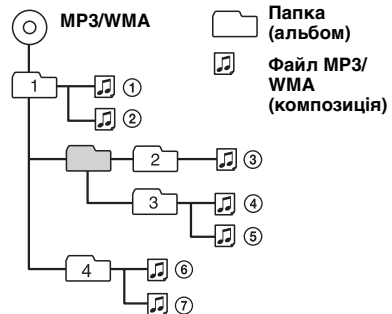 MP3/WMA
Папка
(альбом)
Файл MP3/
WMA
(композиція)
1
①
②
2
③
3
④
⑤
4
⑥
⑦